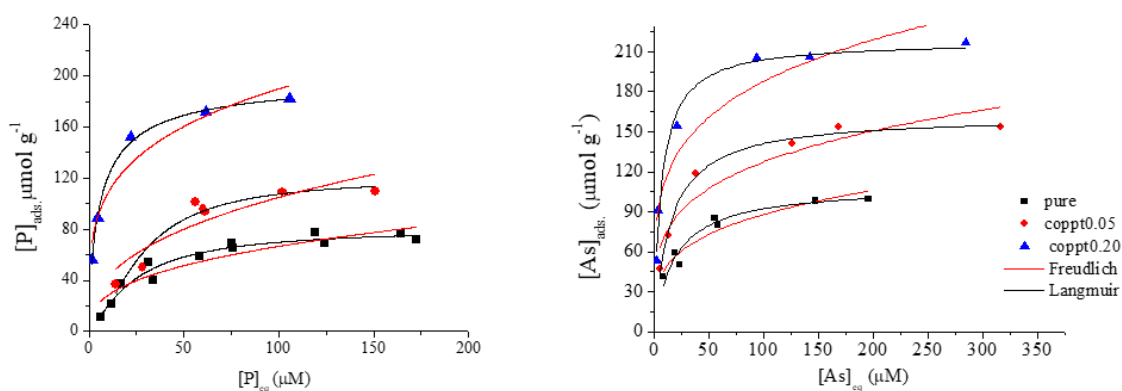 240
200
160
120
80
40
0
[P]ads. μmol g-1
0 50 100 150 200
[P]eq (μM)
210
180
150
120
90
60
30
0
[As]ads. (μmol g-1)
0 50 100 150 200 250 300 350
[As]eq (μM)
pure
coppt0.05
coppt0.20
Freudlich
Langmuir